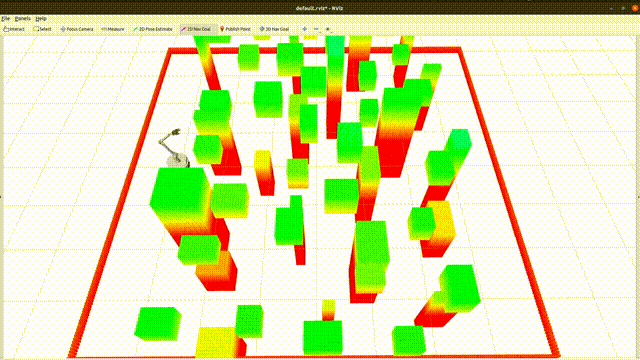 default.rviz* - RViz
File Panels Help
Interact Select Focus Camera Measure 2D Pose Estimate 2D Nav Goal Publish Point 3D Nav Goal